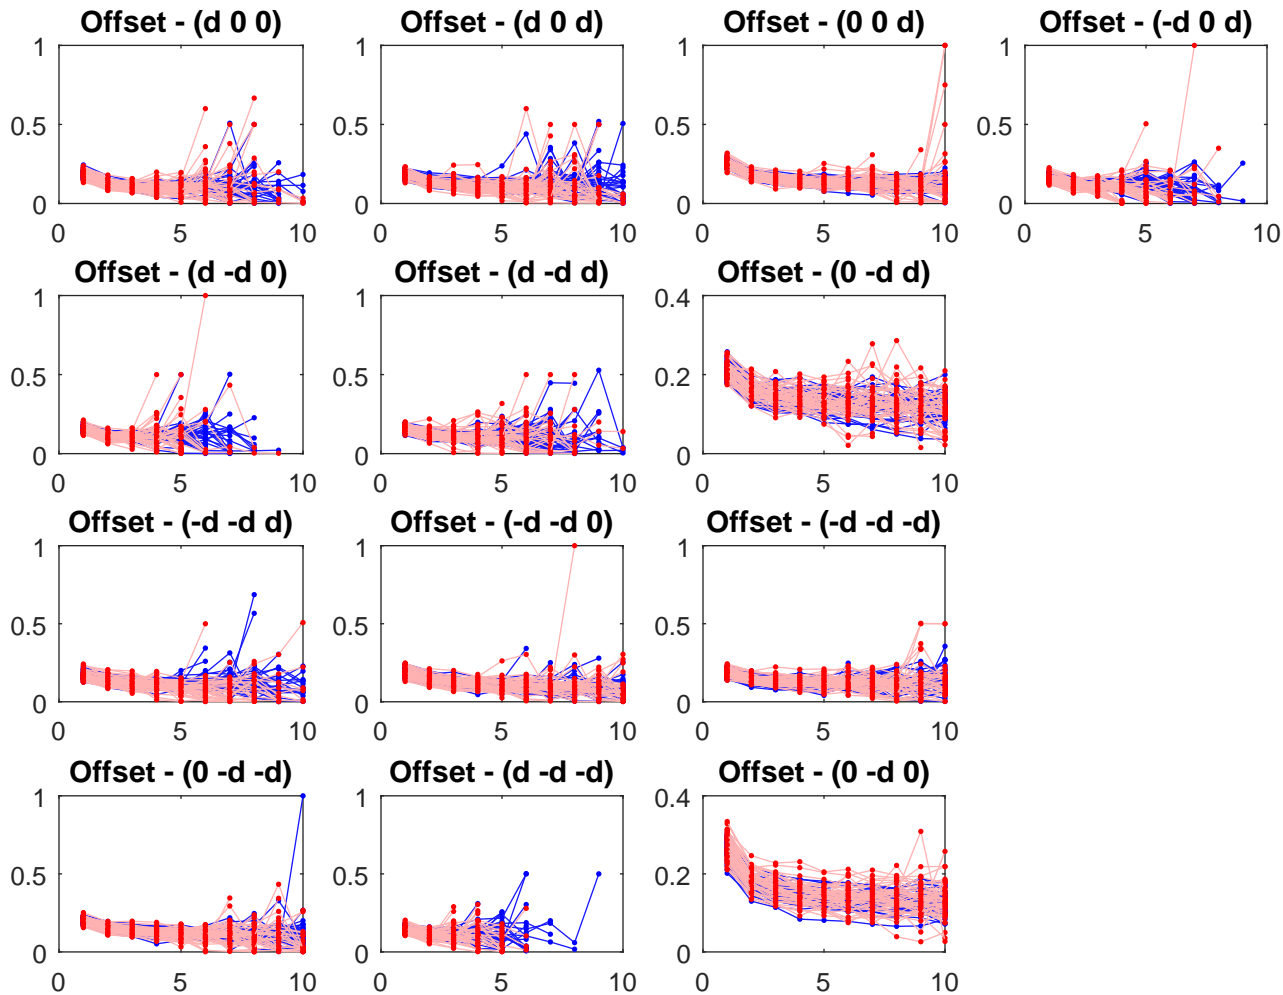 Offset - (d 0 0) Offset - (d 0 d) Offset - (0 0 d) Offset - (-d 0 d)
1 1 1 1
0.5 0.5 0.5 0.5
0 0 0 0
0 5 10 0 5 10 0 5 10 0 5 10
Offset - (d -d 0) Offset - (d -d d) Offset - (0 -d d)
1 1 0.4
0.5 0.5 0.2
0 0 0
0 5 10 0 5 10 0 5 10
Offset - (-d -d d) Offset - (-d -d 0) Offset - (-d -d -d)
1 1 1
0.5 0.5 0.5
0 0 0
0 5 10 0 5 10 0 5 10
Offset - (0 -d -d) Offset - (d -d -d) Offset - (0 -d 0)
1 1 0.4
0.5 0.5 0.2
0 0 0
0 5 10 0 5 10 0 5 10